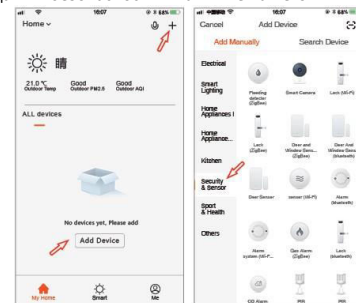 16:07
68%
Home
晴
21.0 ℃
Outdoor Temp
Good
Outdoor PM2.5
Good
Outdoor AQI
ALL devices
No devices yet, Please add
Add Device
My Home
Smart
Me
16:07
68%
Cancel
Add Device
Add Manually
Search Device
Electrical
Smart
Lighting
Home
Appliances I
Home
Appliance...
Kitchen
Security
& Sensor
Sport
& Health
Others
Flooding
detector
(ZigBee)
Smart Camera
Lock (Wi-Fi)
Lock
(ZigBee)
Door and
Window Sens...
(ZigBee)
Door And
Window Sens
(bluetooth)
Door Sensor
sensor (Wi-Fi)
Alarm
(bluetooth)
Alarm
system (Wi-F...
Gas Alarm
(ZigBee)
Lock
(bluetooth)
CO Alarm
PIR
PIR